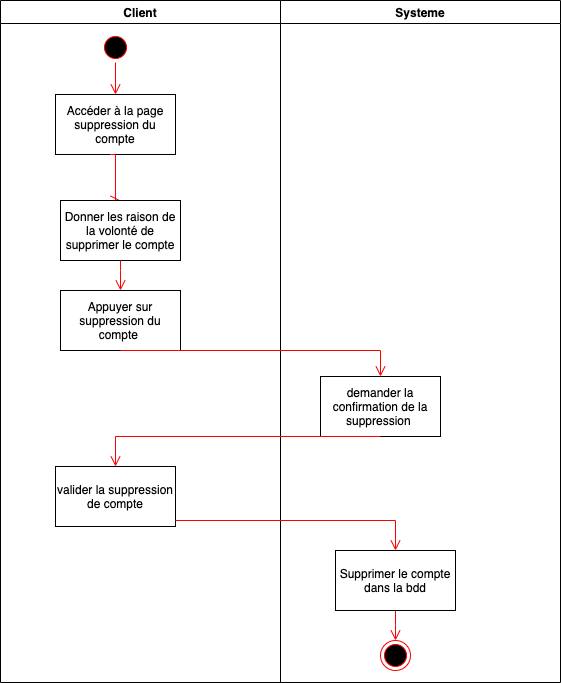 Client
Systeme
Accéder à la page
suppression du
compte
Donner les raison de
la volonté de
supprimer le compte
Appuyer sur
suppression du
compte
demander la
confirmation de la
suppression
valider la suppression
de compte
Supprimer le compte
dans la bdd